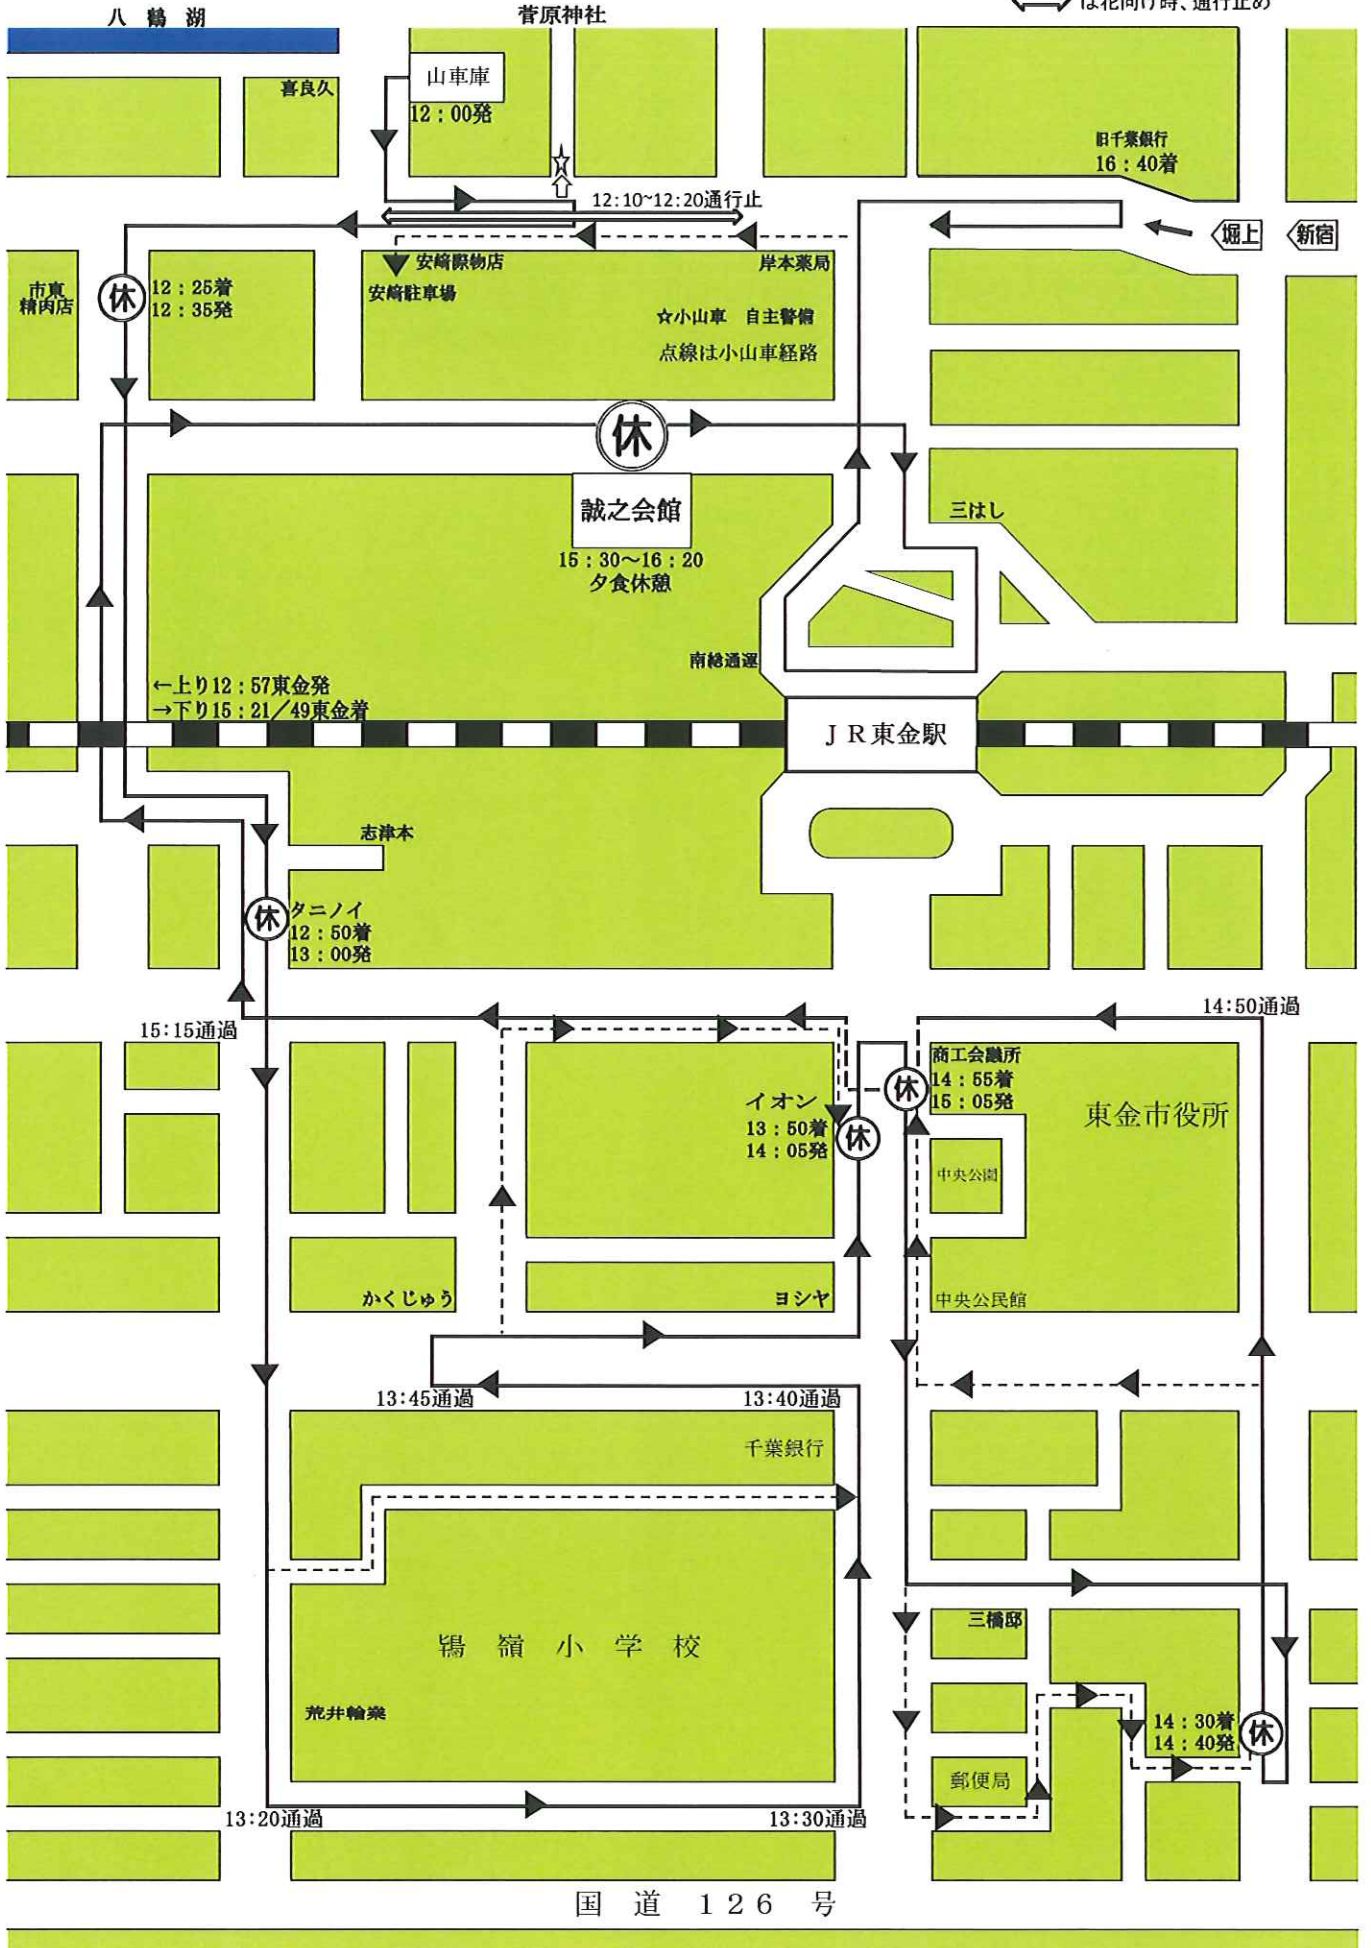 八鶴湖
菅原神社
は花向け時、通行止め
喜良久
山車庫
12：00発
旧千葉銀行
16：40着
12:10~12:20通行止
堀上
新宿
安崎際物店
岸本薬局
市東
精肉店
休
12：25着
12：35発
安崎駐車場
☆小山車 自主警備
点線は小山車経路
休
誠之会館
15：30〜16：20
夕食休憩
三はし
南総通運
←上り12：57東金発
→下り15：21／49東金着
JR東金駅
志津本
休
タニノイ
12：50着
13：00発
15:15通過
14:50通過
商工会議所
休
14：55着
15：05発
イオン
13：50着
14：05発
休
東金市役所
中央公園
かくじゅう
ヨシヤ
中央公民館
13:45通過
13:40通過
千葉銀行
鴇嶺小学校
三橋邸
荒井輪業
14：30着
14：40発
休
郵便局
13:20通過
13:30通過
国道126号